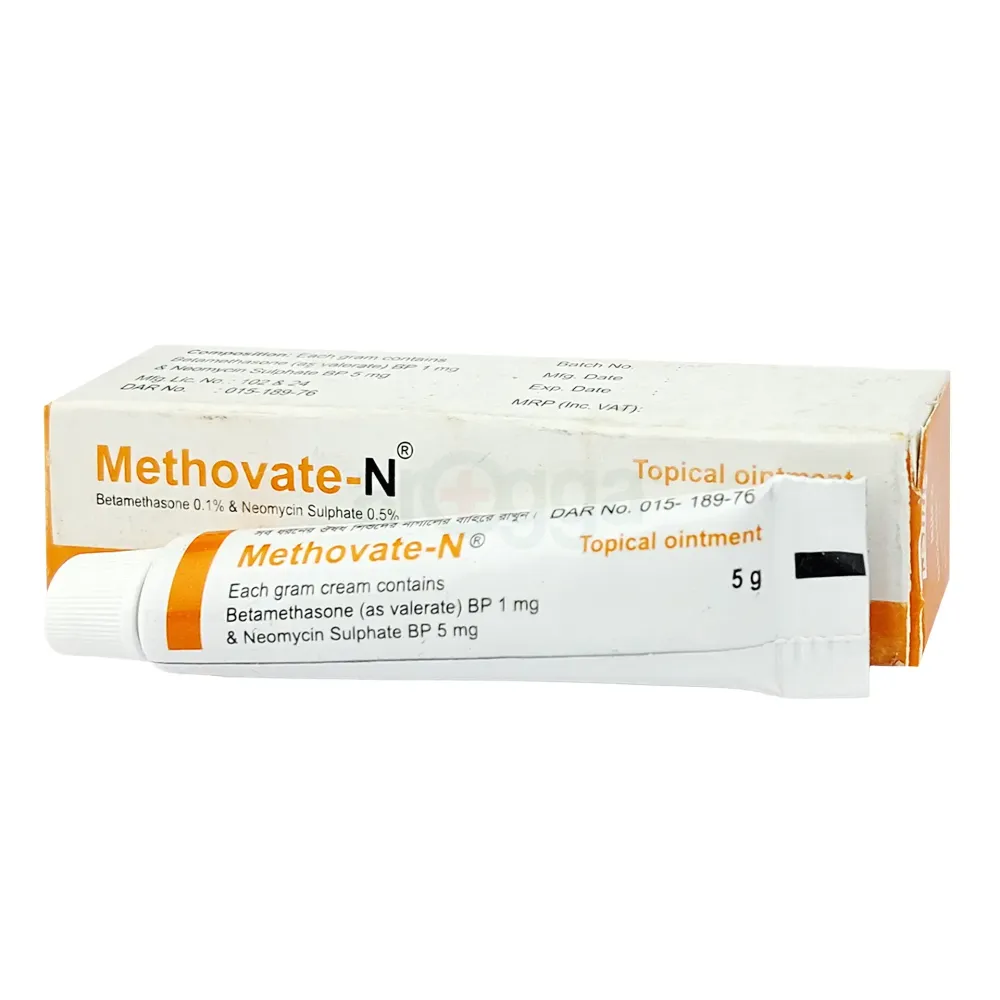 Composition: Each gram contains
Betamethasone (as valerate) BP 1 mg
& Neomycin Sulphate BP 5 mg
Mfg. Lic. No. : 102 & 24
DAR No. : 015-189-76
Batch No. :
Mfg. Date :
Exp. Date :
MRP (Inc. VAT):
Methovate-N®
Betamethasone 0.1% & Neomycin Sulphate 0.5%
Topical ointment
সব ধরনের ঔষধ শিশুদের নাগালের বাহিরে রাখুন। DAR No. 015- 189-76
Methovate-N®
Topical ointment
Each gram cream contains
Betamethasone (as valerate) BP 1 mg
& Neomycin Sulphate BP 5 mg
5 g